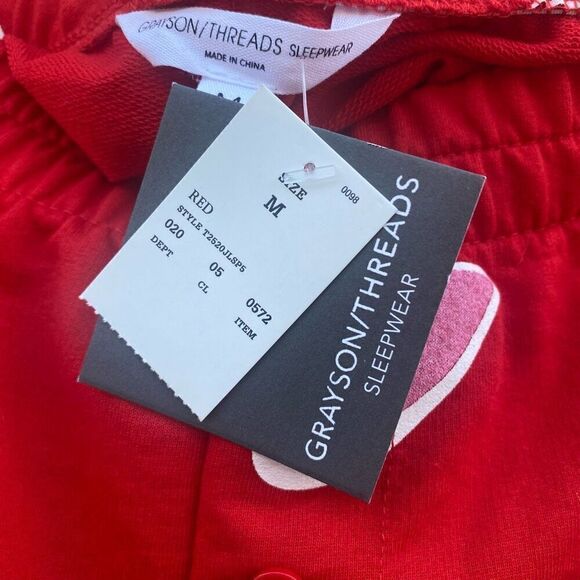 GRAYSON/THREADS SLEEPWEAR
MADE IN CHINA
0098
SIZE
M
RED
STYLE T2520JLSP5
020 05 0572
DEPT CL ITEM
GRAYSON/THREADS
SLEEPWEAR